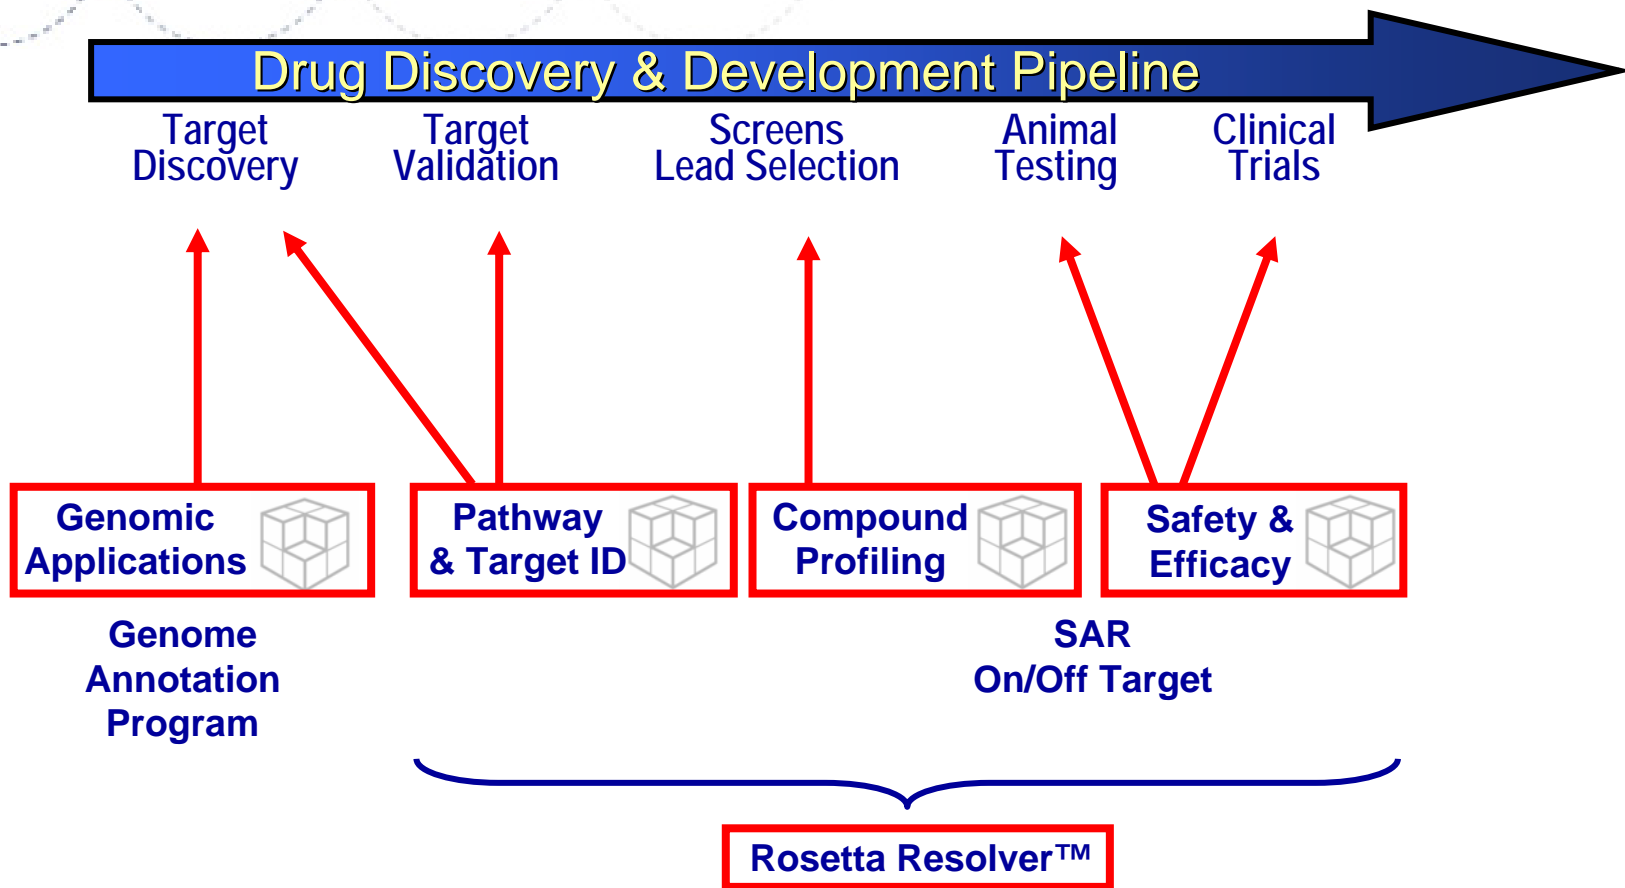 Drug Discovery & Development Pipeline
Target
Discovery
Target
Validation
Screens
Lead Selection
Animal
Testing
Clinical
Trials
Genomic
Applications
Pathway
& Target ID
Compound
Profiling
Safety &
Efficacy
Genome
Annotation
Program
SAR
On/Off Target
Rosetta Resolver™